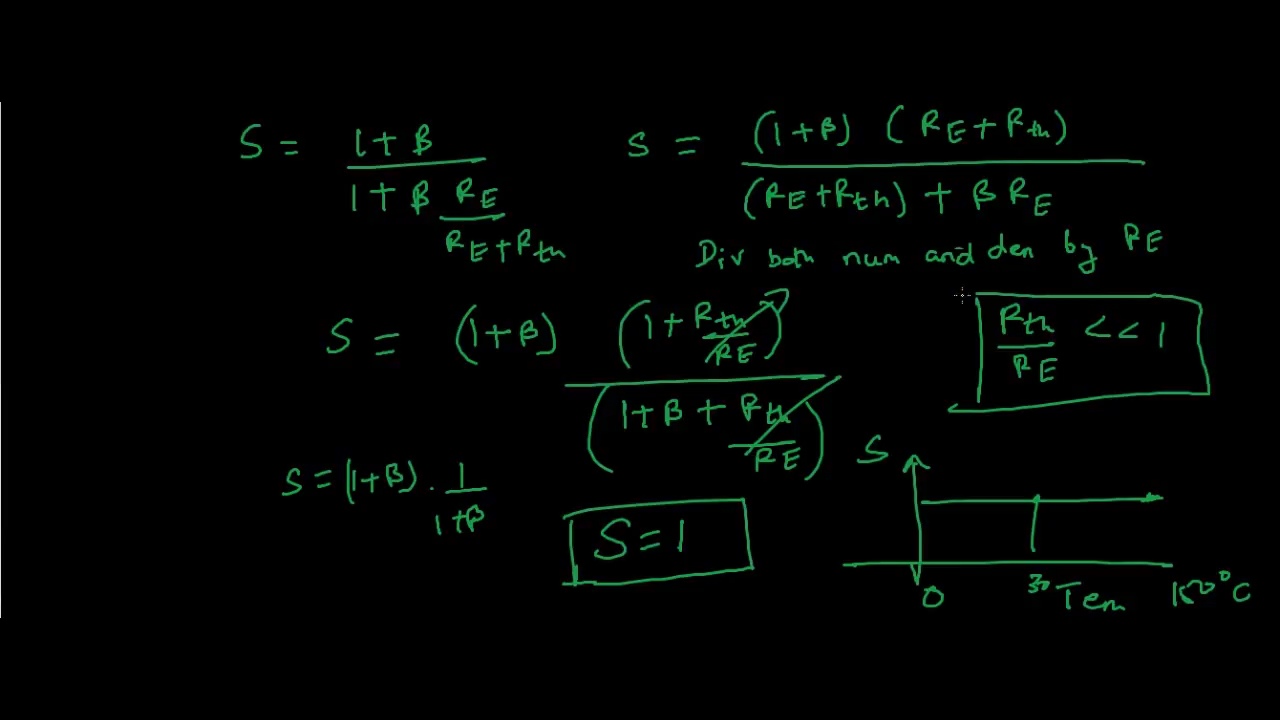 S = (1 + β) / (1 + β R_E / (R_E + R_th))
S = (1 + β) (R_E + R_th) / ((R_E + R_th) + β R_E)
Div both num and den by R_E
S = (1 + β) (1 + R_th / R_E) / (1 + β + R_th / R_E)
R_th / R_E << 1
S = (1 + β) . 1 / (1 + β)
S = 1
S
0 30 Tem 150°C